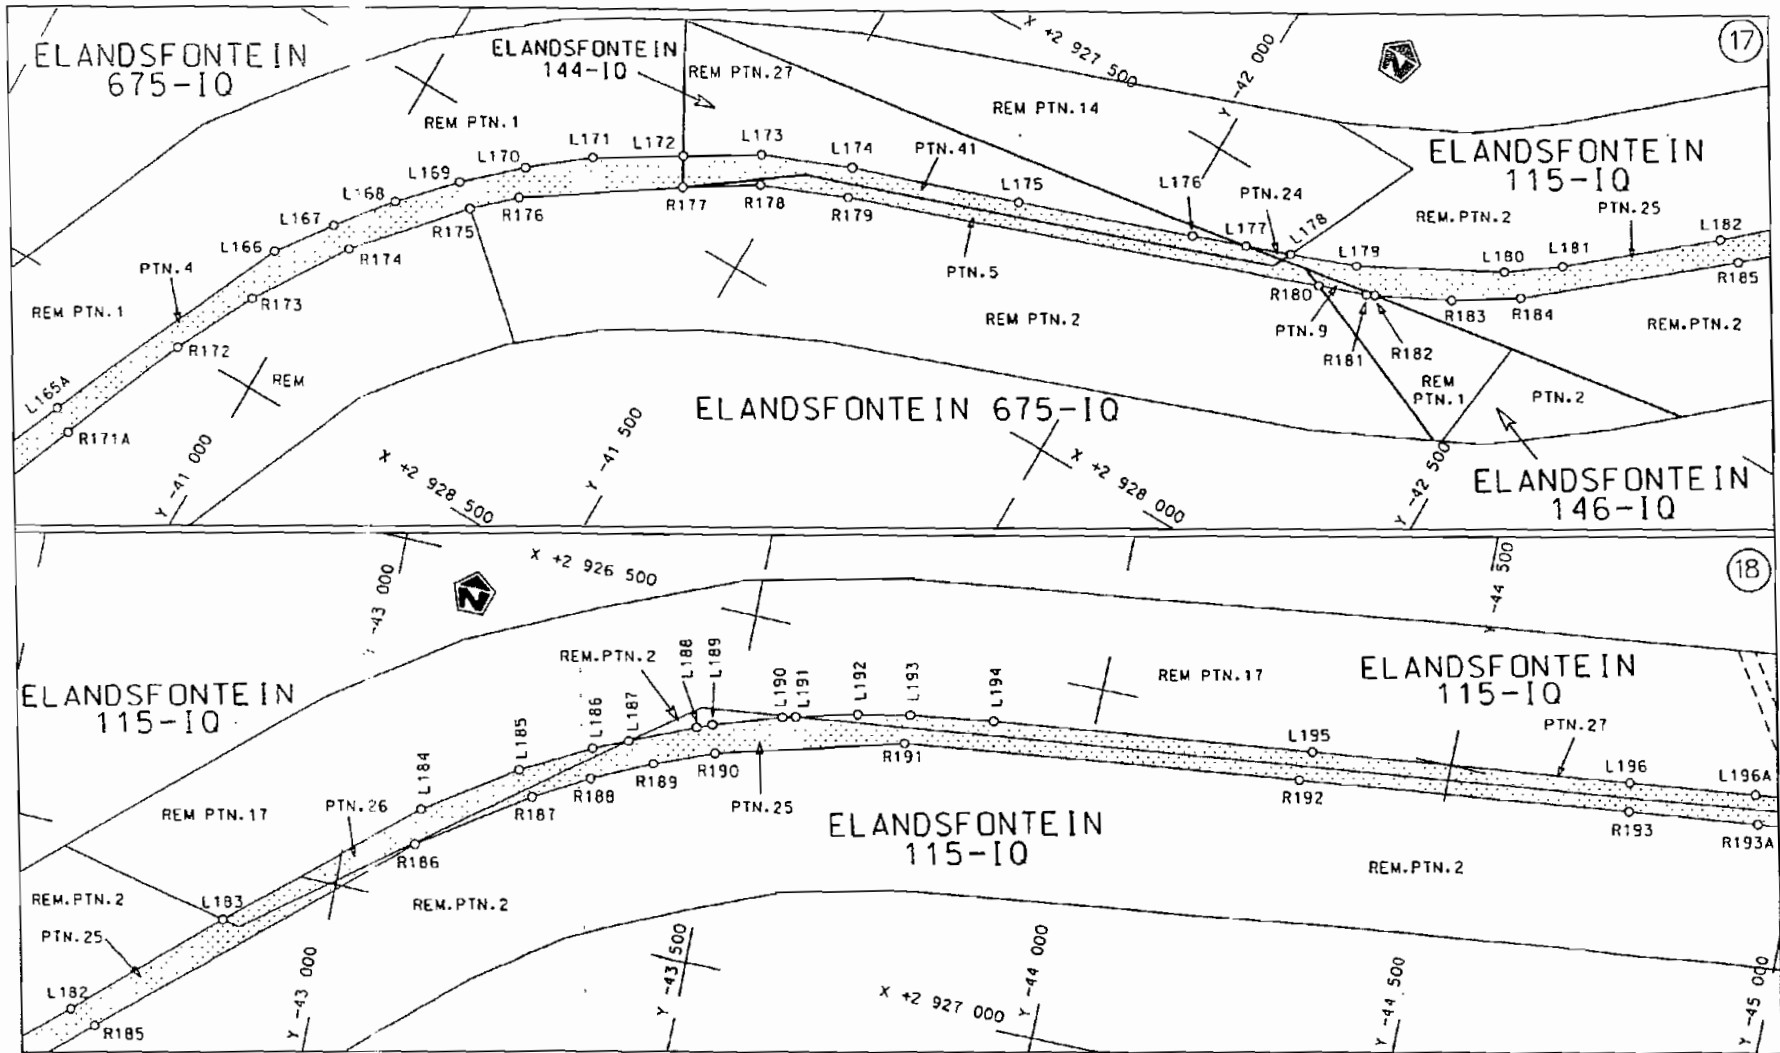 17
ELANDSFONTEIN
675-IQ
ELANDSFONTEIN
144-IQ
REM PTN.27
X +2 927 500
Y -42 000
REM PTN.14
REM PTN.1
L171
L172
L173
L170
L169
L168
L167
L166
L174
PTN.41
L175
L176
PTN.24
L177
L178
ELANDSFONTEIN
115-IQ
REM.PTN.2
PTN.25
L182
L179
L180
L181
R185
R175
R176
R177
R178
R179
R174
R173
PTN.4
REM PTN.1
R172
REM
L165A
R171A
PTN.5
REM PTN.2
R180
PTN.9
R181
R182
R183
R184
REM.PTN.2
REM
PTN.1
PTN.2
ELANDSFONTEIN 675-IQ
Y -41 000
X +2 928 500
Y -41 500
X +2 928 000
Y -42 500
ELANDSFONTEIN
146-IQ
18
Y -43 000
X +2 926 500
Y -44 500
ELANDSFONTEIN
115-IQ
REM.PTN.2
L188
L189
L190
L191
L192
L193
L194
REM PTN.17
ELANDSFONTEIN
115-IQ
PTN.27
L187
L186
L185
L184
L195
L196
L196A
REM PTN.17
PTN.26
R186
R187
R188
R189
R190
PTN.25
R191
R192
R193
R193A
ELANDSFONTEIN
115-IQ
REM.PTN.2
REM.PTN.2
L183
REM.PTN.2
PTN.25
L182
R185
Y -43 000
Y -43 500
X +2 927 000
Y -44 000
Y -44 500
Y -45 000